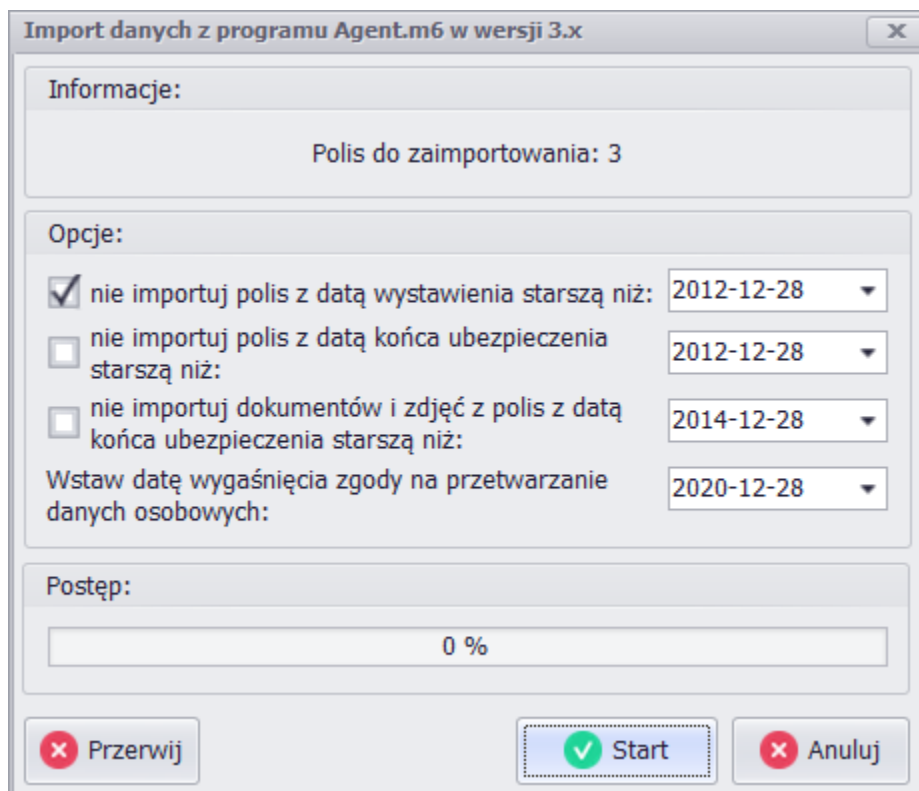 Import danych z programu Agent.m6 w wersji 3.x
Informacje:
Polis do zaimportowania: 3
Opcje:
nie importuj polis z datą wystawienia starszą niż: 2012-12-28
nie importuj polis z datą końca ubezpieczenia
starszą niż: 2012-12-28
nie importuj dokumentów i zdjęć z polis z datą
końca ubezpieczenia starszą niż: 2014-12-28
Wstaw datę wygaśnięcia zgody na przetwarzanie
danych osobowych: 2020-12-28
Postęp:
0 %
Przerwij Start Anuluj